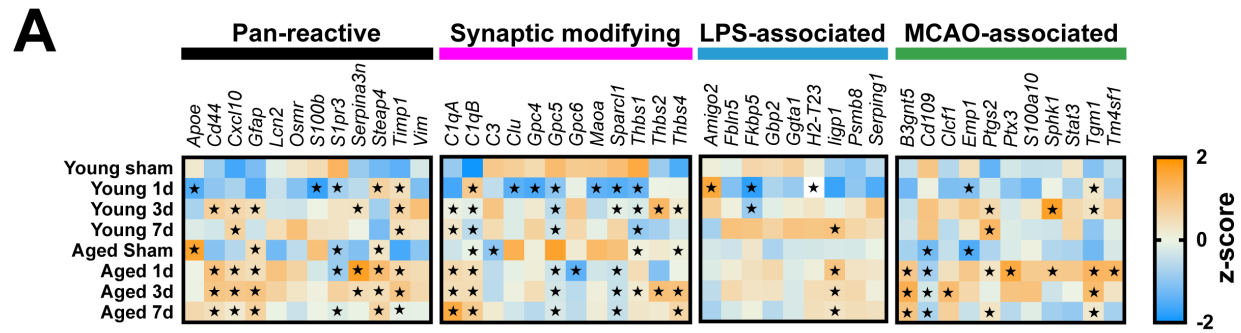 A
Pan-reactive Synaptic modifying LPS-associated MCAO-associated
Apoe Cd44 Cxcl10 Gfap Lcn2 Osmr S100b S1pr3 Serpina3n Steap4 Timp1 Vim C1qA C1qB C3 Clu Gpc4 Gpc5 Gpc6 Maoa Sparcl1 Thbs1 Thbs2 Thbs4 Amigo2 Fbln5 Fkbp5 Gbp2 Ggta1 H2-T23 Iigp1 Psmb8 Serping1 B3gnt5 Cd109 Clcf1 Emp1 Ptgs2 Ptx3 S100a10 Sphk1 Stat3 Tgm1 Tm4sf1
Young sham
Young 1d
Young 3d
Young 7d
Aged Sham
Aged 1d
Aged 3d
Aged 7d
2
0
-2
z-score